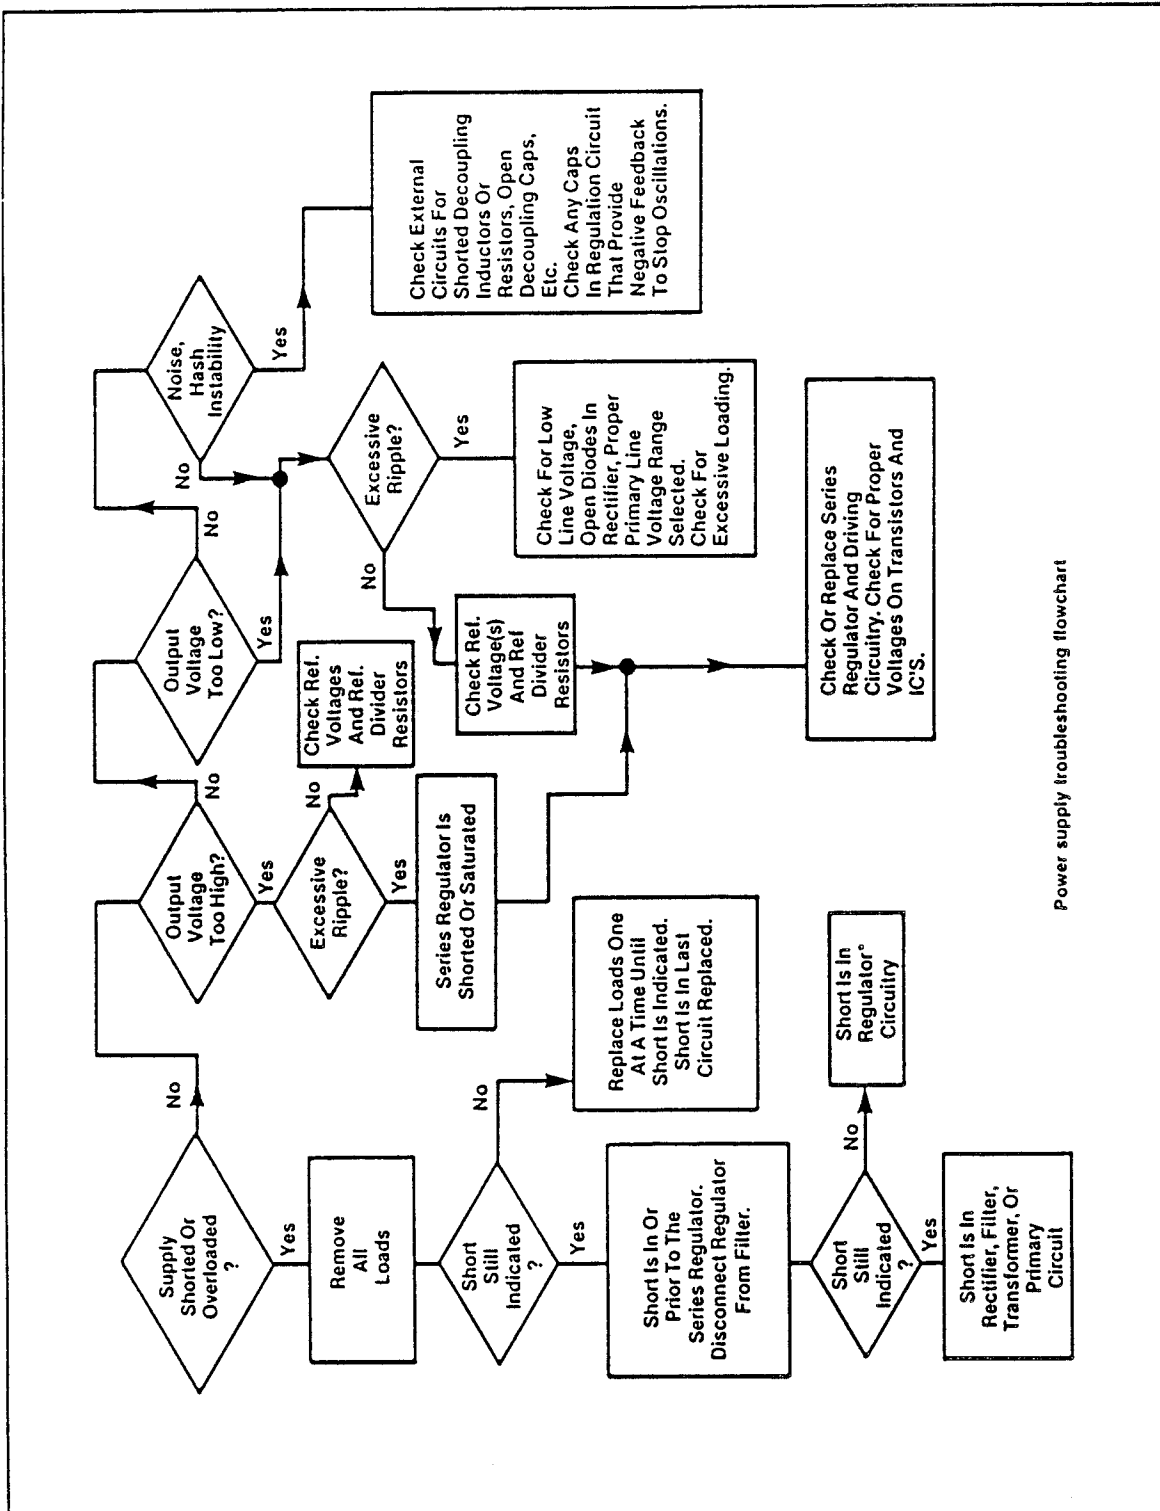 Supply
Shorted Or
Overloaded
?
No
Yes
Remove
All
Loads
Short
Still
Indicated
?
No
Replace Loads One
At A Time Until
Short Is Indicated.
Short Is In Last
Circuit Replaced.
Yes
Short Is In Or
Prior To The
Series Regulator.
Disconnect Regulator
From Filter.
Short
Still
Indicated
?
No
Short Is In
Regulator°
Circuitry
Yes
Short Is In
Rectifier, Filter,
Transformer, Or
Primary
Circuit
Output
Voltage
Too High?
No
Yes
Excessive
Ripple?
No
Check Ref.
Voltages
And Ref.
Divider
Resistors
Yes
Series Regulator Is
Shorted Or Saturated
Output
Voltage
Too Low?
No
Yes
Noise,
Hash
Instability
No
Yes
Check External
Circuits For
Shorted Decoupling
Inductors Or
Resistors, Open
Decoupling Caps,
Etc.
Check Any Caps
In Regulation Circuit
That Provide
Negative Feedback
To Stop Oscillations.
Excessive
Ripple?
No
Check Ref.
Voltage(s)
And Ref
Divider
Resistors
Yes
Check For Low
Line Voltage,
Open Diodes In
Rectifier, Proper
Primary Line
Voltage Range
Selected.
Check For
Excessive Loading.
Check Or Replace Series
Regulator And Driving
Circuitry. Check For Proper
Voltages On Transistors And
IC'S.
Power supply troubleshooting flowchart